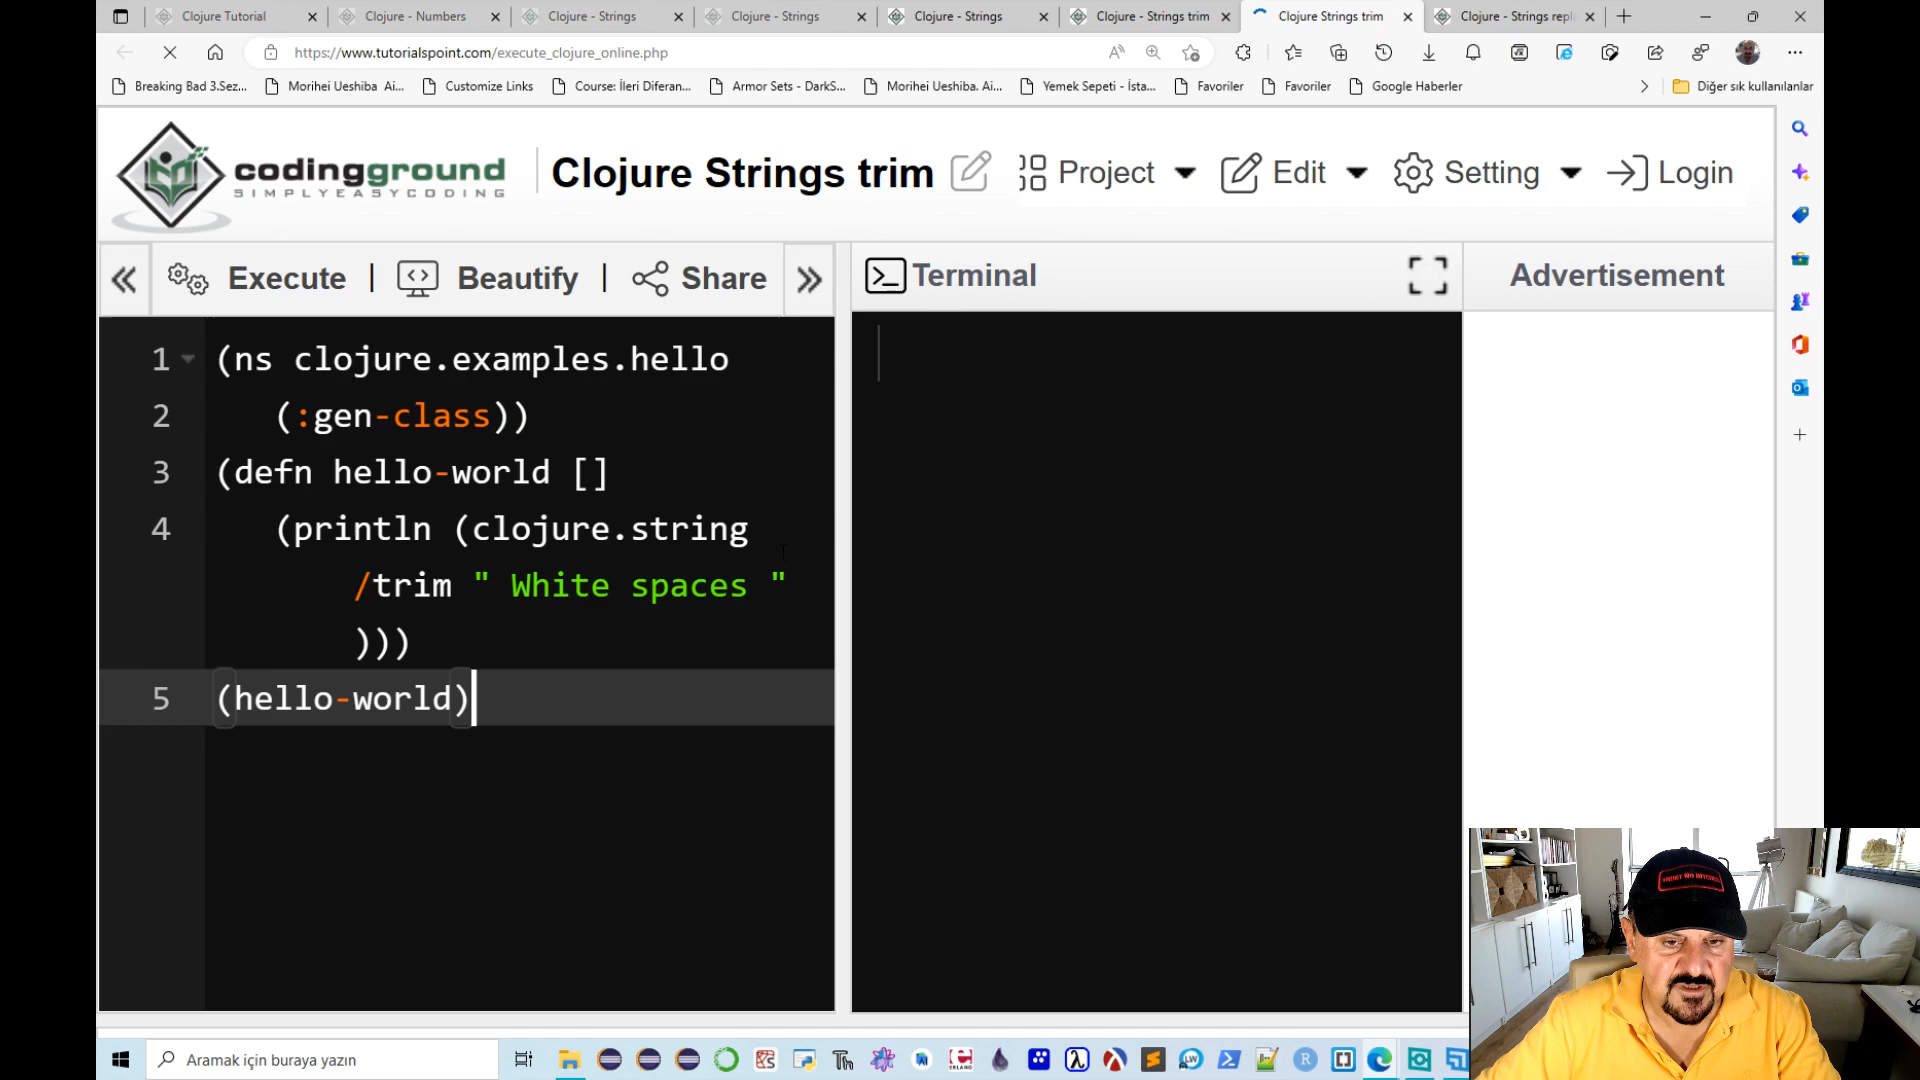 Clojure Tutorial
Clojure - Numbers
Clojure - Strings
Clojure - Strings
Clojure - Strings
Clojure - Strings trim
Clojure Strings trim
Clojure - Strings repl
https://www.tutorialspoint.com/execute_clojure_online.php
Breaking Bad 3.Sez...
Morihei Ueshiba Ai...
Customize Links
Course: İleri Diferan...
Armor Sets - DarkS...
Morihei Ueshiba. Ai...
Yemek Sepeti - İsta...
Favoriler
Favoriler
Google Haberler
Diğer sık kullanılanlar
codingground
SIMPLYEASYCODING
Clojure Strings trim
Project
Edit
Setting
Login
Execute | Beautify | Share
Terminal
Advertisement
1 (ns clojure.examples.hello
2 (:gen-class))
3 (defn hello-world []
4 (println (clojure.string
/trim " White spaces "
)))
5 (hello-world)
Aramak için buraya yazın